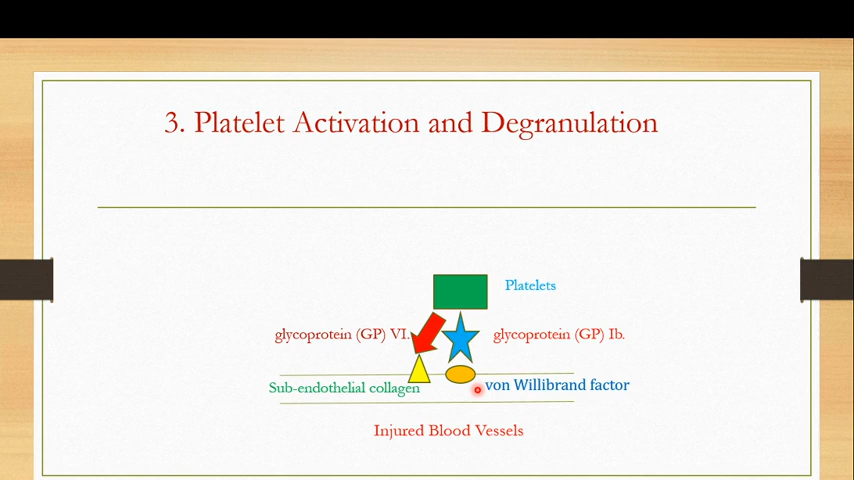 3. Platelet Activation and Degranulation
Platelets
glycoprotein (GP) VI.
glycoprotein (GP) Ib.
Sub-endothelial collagen
von Willibrand factor
Injured Blood Vessels